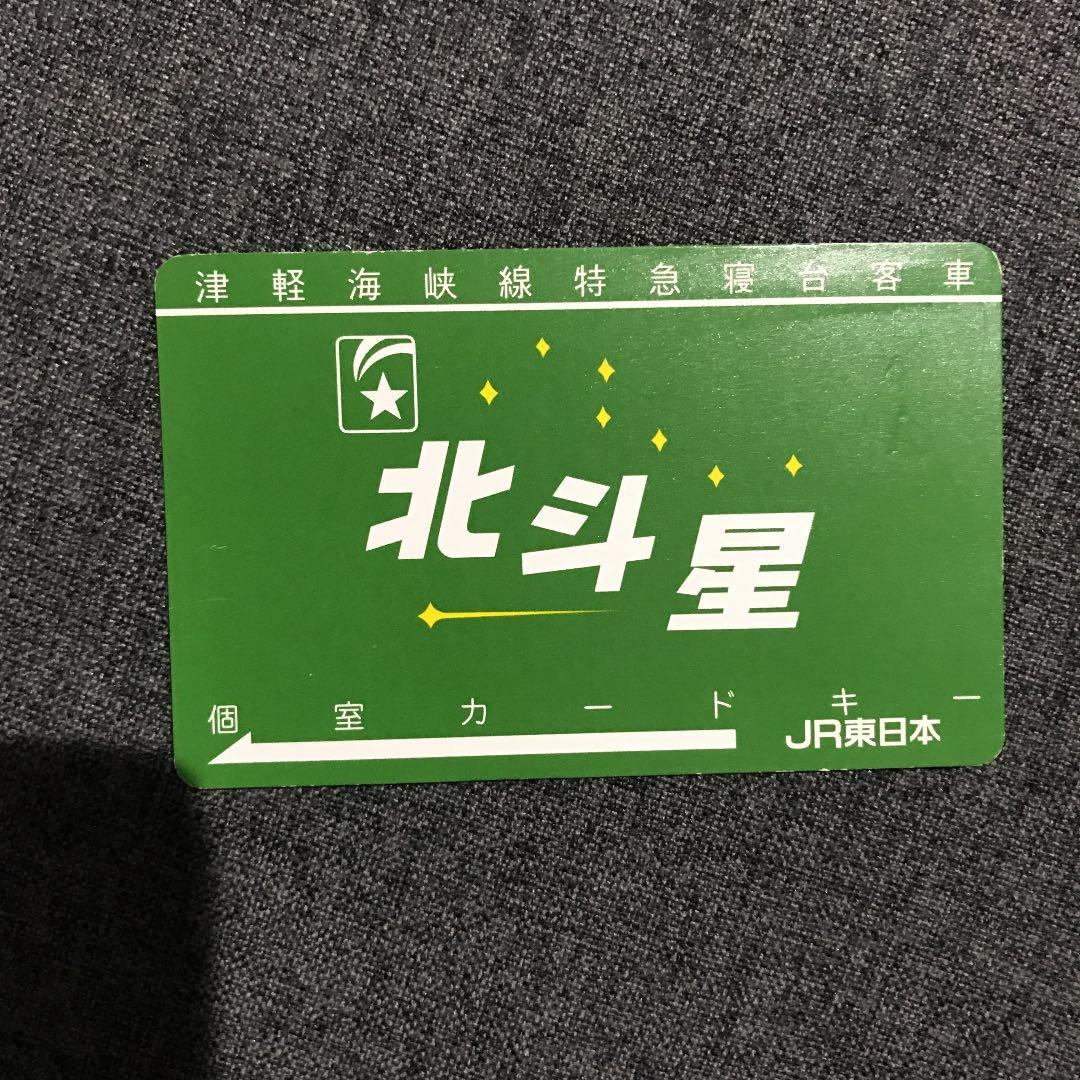 津軽海峡線特急寝台客車
北斗星
個室カードキー
JR東日本